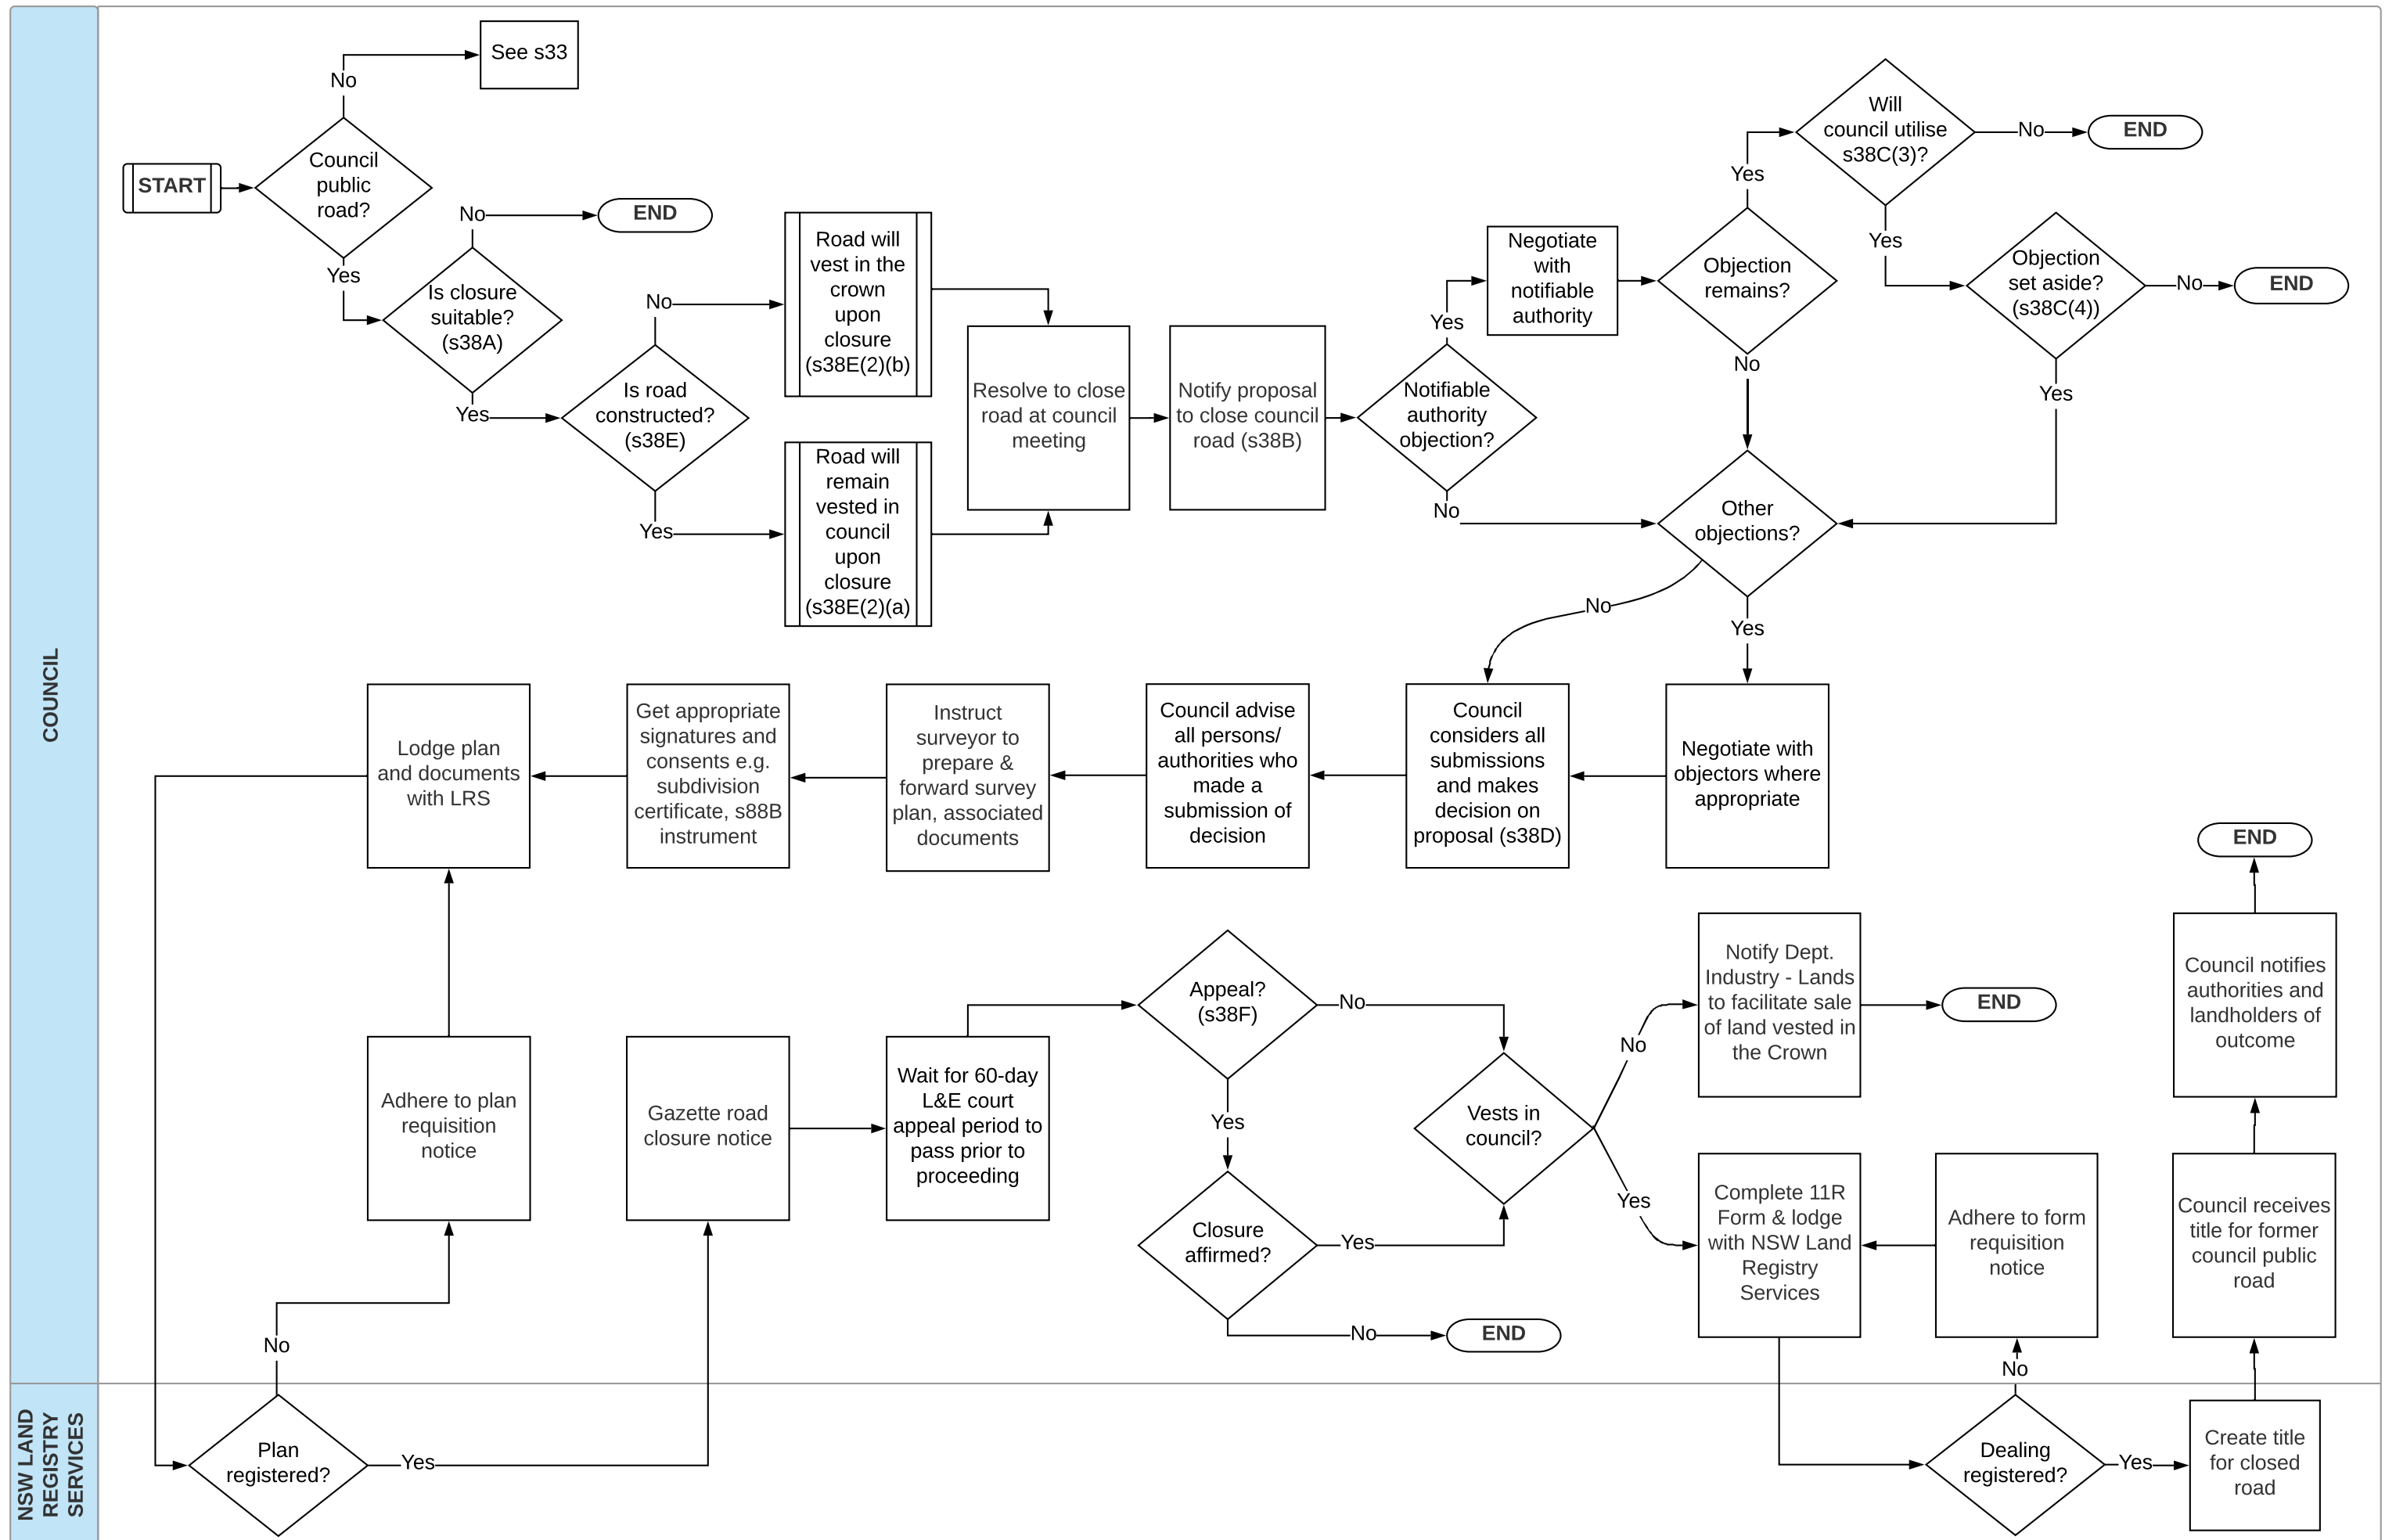 COUNCIL
NSW LAND
REGISTRY
SERVICES
START
Council
public
road?
No
See s33
Yes
Is closure
suitable?
(s38A)
No
END
Yes
Is road
constructed?
(s38E)
No
Road will
vest in the
crown
upon
closure
(s38E(2)(b)
Yes
Road will
remain
vested in
council
upon
closure
(s38E(2)(a)
Resolve to close
road at council
meeting
Notify proposal
to close council
road (s38B)
Notifiable
authority
objection?
Yes
Negotiate
with
notifiable
authority
No
Objection
remains?
Yes
Will
council utilise
s38C(3)?
No
END
Yes
Objection
set aside?
(s38C(4))
No
END
Yes
No
Other
objections?
No
Yes
Negotiate with
objectors where
appropriate
Council
considers all
submissions
and makes
decision on
proposal (s38D)
Council advise
all persons/
authorities who
made a
submission of
decision
Instruct
surveyor to
prepare &
forward survey
plan, associated
documents
Get appropriate
signatures and
consents e.g.
subdivision
certificate, s88B
instrument
Lodge plan
and documents
with LRS
Plan
registered?
No
Adhere to plan
requisition
notice
Yes
Gazette road
closure notice
Wait for 60-day
L&E court
appeal period to
pass prior to
proceeding
Appeal?
(s38F)
No
Yes
Closure
affirmed?
Yes
No
END
Vests in
council?
No
Notify Dept.
Industry - Lands
to facilitate sale
of land vested in
the Crown
END
Yes
Complete 11R
Form & lodge
with NSW Land
Registry
Services
Dealing
registered?
No
Adhere to form
requisition
notice
Yes
Create title
for closed
road
Council receives
title for former
council public
road
Council notifies
authorities and
landholders of
outcome
END